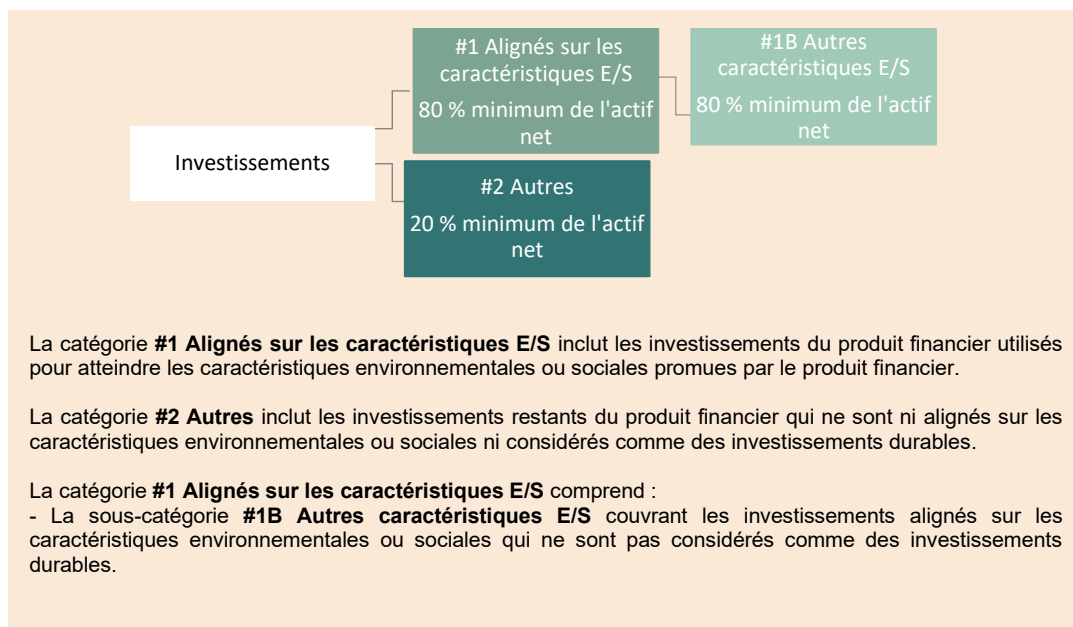 #1 Alignés sur les
caractéristiques E/S
80 % minimum de l'actif
net
#1B Autres
caractéristiques E/S
80 % minimum de l'actif
net
Investissements
#2 Autres
20 % minimum de l'actif
net
La catégorie #1 Alignés sur les caractéristiques E/S inclut les investissements du produit financier utilisés
pour atteindre les caractéristiques environnementales ou sociales promues par le produit financier.
La catégorie #2 Autres inclut les investissements restants du produit financier qui ne sont ni alignés sur les
caractéristiques environnementales ou sociales ni considérés comme des investissements durables.
La catégorie #1 Alignés sur les caractéristiques E/S comprend :
- La sous-catégorie #1B Autres caractéristiques E/S couvrant les investissements alignés sur les
caractéristiques environnementales ou sociales qui ne sont pas considérés comme des investissements
durables.